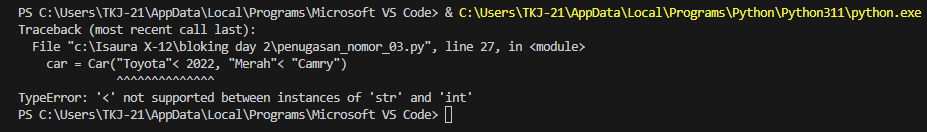 PS C:\Users\TKJ-21\AppData\Local\Programs\Microsoft VS Code> & C:\Users\TKJ-21\AppData\Local\Programs\Python\Python311\python.exe
Traceback (most recent call last):
  File "c:\Isaura X-12\bloking day 2\penugasan_nomor_03.py", line 27, in <module>
    car = Car("Toyota"< 2022, "Merah"< "Camry")
              ^^^^^^^^^^^^^^
TypeError: '<' not supported between instances of 'str' and 'int'
PS C:\Users\TKJ-21\AppData\Local\Programs\Microsoft VS Code>